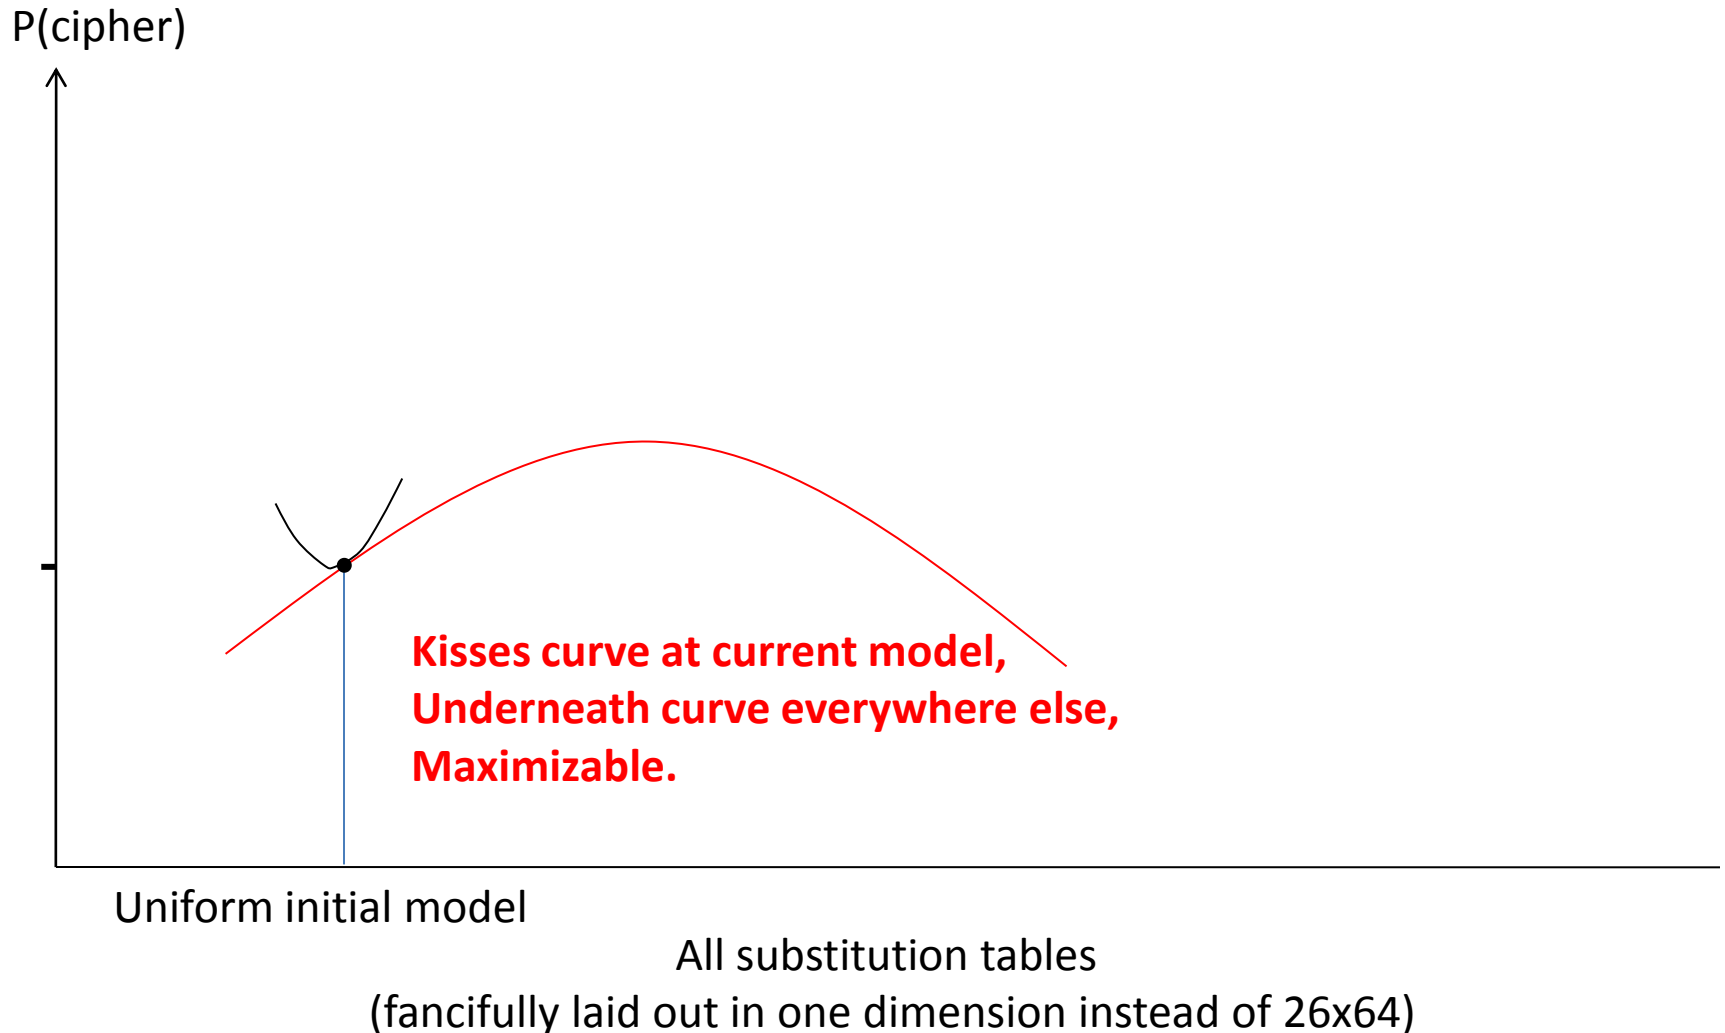 P(cipher)
Kisses curve at current model,
Underneath curve everywhere else,
Maximizable.
Uniform initial model
All substitution tables
(fancifully laid out in one dimension instead of 26x64)